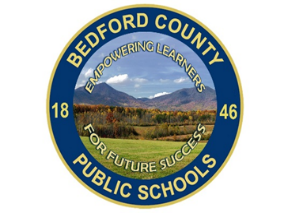 BEDFORD COUNTY
EMPOWERING LEARNERS
18 46
FOR FUTURE SUCCESS
PUBLIC SCHOOLS